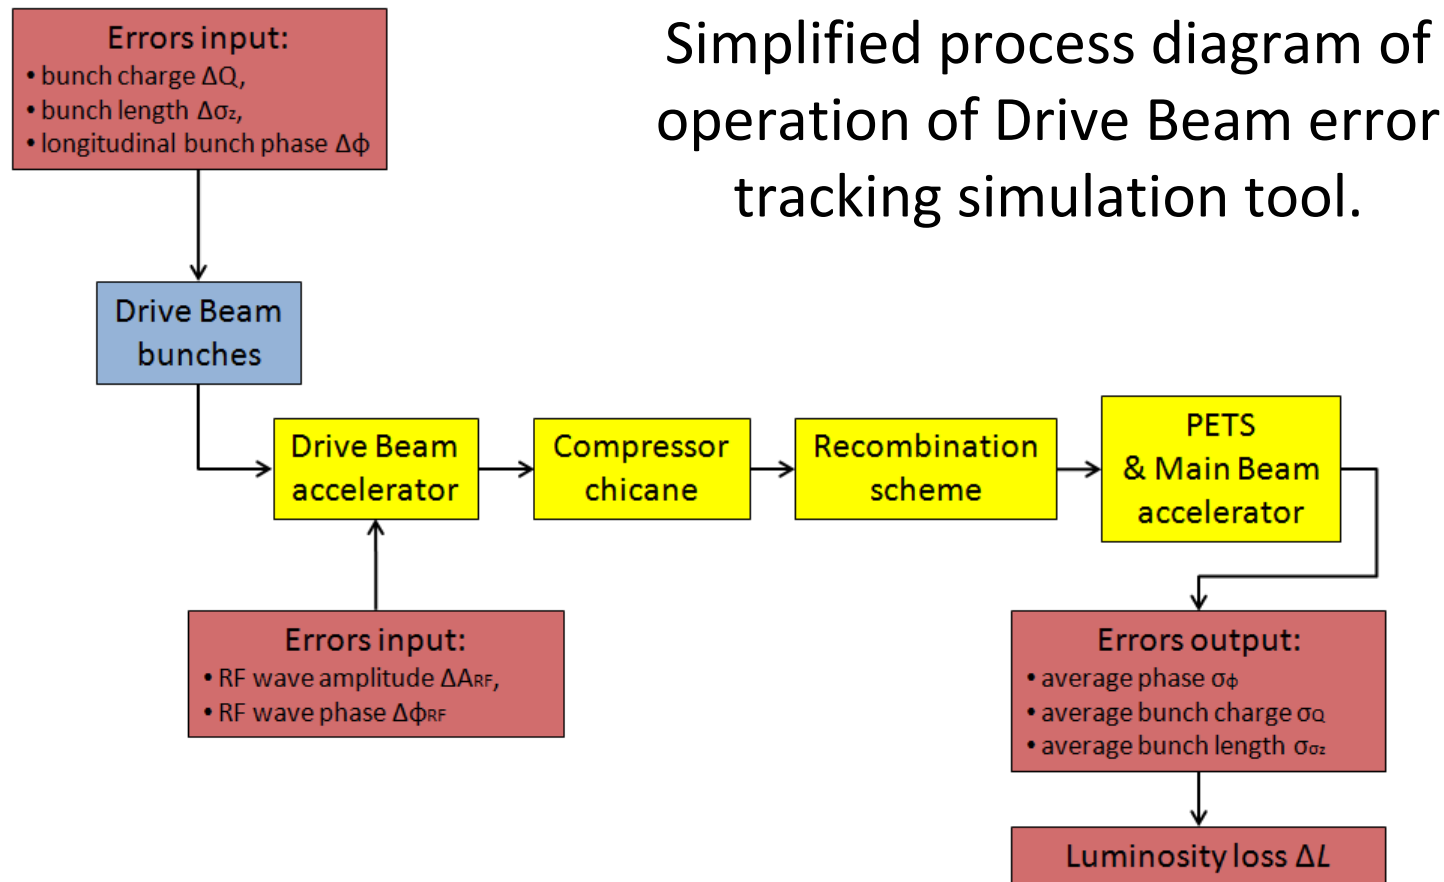 Simplified process diagram of
operation of Drive Beam error
tracking simulation tool.
Errors input:
• bunch charge ΔQ,
• bunch length Δσz,
• longitudinal bunch phase Δϕ
Drive Beam
bunches
Drive Beam
accelerator
Compressor
chicane
Recombination
scheme
PETS
& Main Beam
accelerator
Errors input:
• RF wave amplitude ΔARF,
• RF wave phase ΔϕRF
Errors output:
• average phase σϕ
• average bunch charge σQ
• average bunch length σσz
Luminosity loss ΔL